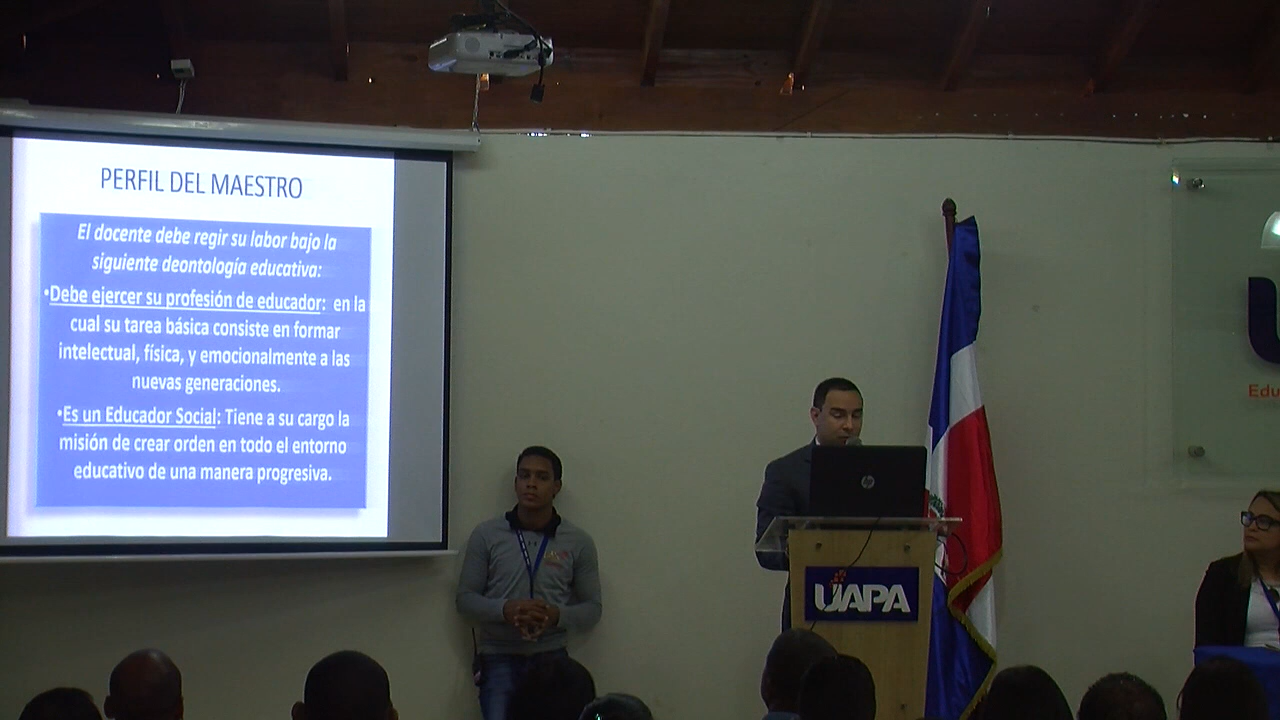 PERFIL DEL MAESTRO
El docente debe regir su labor bajo la
siguiente deontología educativa:
•Debe ejercer su profesión de educador: en la
cual su tarea básica consiste en formar
intelectual, física, y emocionalmente a las
nuevas generaciones.
•Es un Educador Social: Tiene a su cargo la
misión de crear orden en todo el entorno
educativo de una manera progresiva.
hp
UAPA
U
Edu